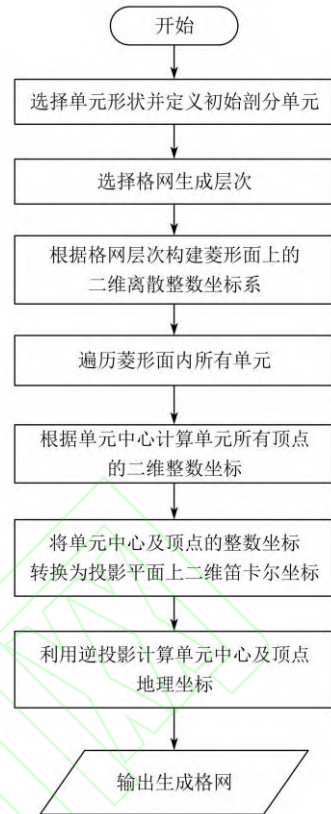 开始
选择单元形状并定义初始剖分单元
选择格网生成层次
根据格网层次构建菱形面上的
二维离散整数坐标系
遍历菱形面内所有单元
根据单元中心计算单元所有顶点
的二维整数坐标
将单元中心及顶点的整数坐标
转换为投影平面上二维笛卡尔坐标
利用逆投影计算单元中心及顶点
地理坐标
输出生成格网